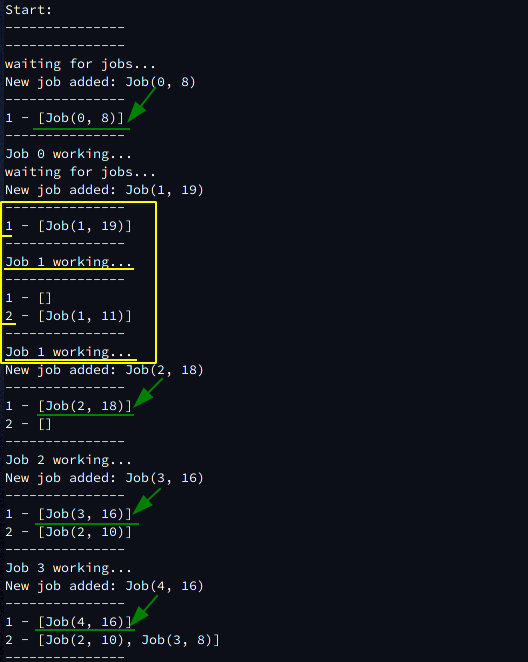 Start:
---------------
---------------
waiting for jobs...
New job added: Job(0, 8)
---------------
1 - [Job(0, 8)]
---------------
Job 0 working...
waiting for jobs...
New job added: Job(1, 19)
---------------
1 - [Job(1, 19)]
---------------
Job 1 working...
---------------
1 - []
2 - [Job(1, 11)]
---------------
Job 1 working...
New job added: Job(2, 18)
---------------
1 - [Job(2, 18)]
2 - []
---------------
Job 2 working...
New job added: Job(3, 16)
---------------
1 - [Job(3, 16)]
2 - [Job(2, 10)]
---------------
Job 3 working...
New job added: Job(4, 16)
---------------
1 - [Job(4, 16)]
2 - [Job(2, 10), Job(3, 8)]
---------------